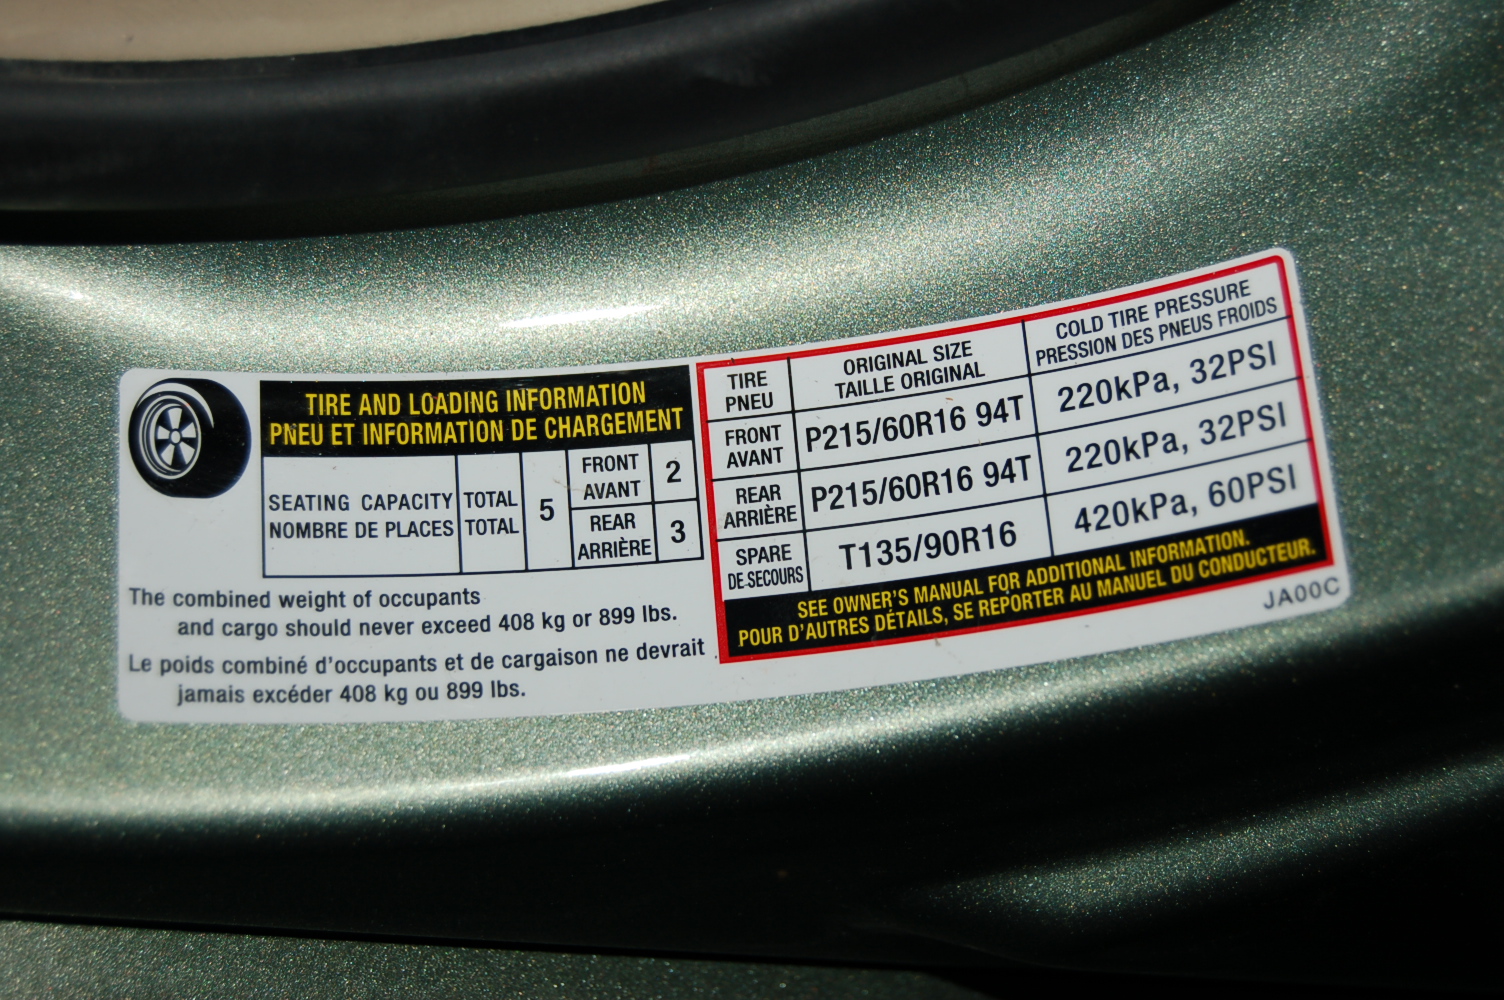 TIRE AND LOADING INFORMATION
PNEU ET INFORMATION DE CHARGEMENT
SEATING CAPACITY TOTAL 5 FRONT 2
NOMBRE DE PLACES TOTAL AVANT
REAR 3
ARRIÈRE
The combined weight of occupants
and cargo should never exceed 408 kg or 899 lbs.
Le poids combiné d'occupants et de cargaison ne devrait
jamais excéder 408 kg ou 899 lbs.
TIRE ORIGINAL SIZE COLD TIRE PRESSURE
PNEU TAILLE ORIGINAL PRESSION DES PNEUS FROIDS
FRONT P215/60R16 94T 220kPa, 32PSI
AVANT
REAR P215/60R16 94T 220kPa, 32PSI
ARRIÈRE
SPARE T135/90R16 420kPa, 60PSI
DE SECOURS
SEE OWNER'S MANUAL FOR ADDITIONAL INFORMATION.
POUR D'AUTRES DÉTAILS, SE REPORTER AU MANUEL DU CONDUCTEUR.
JA00C